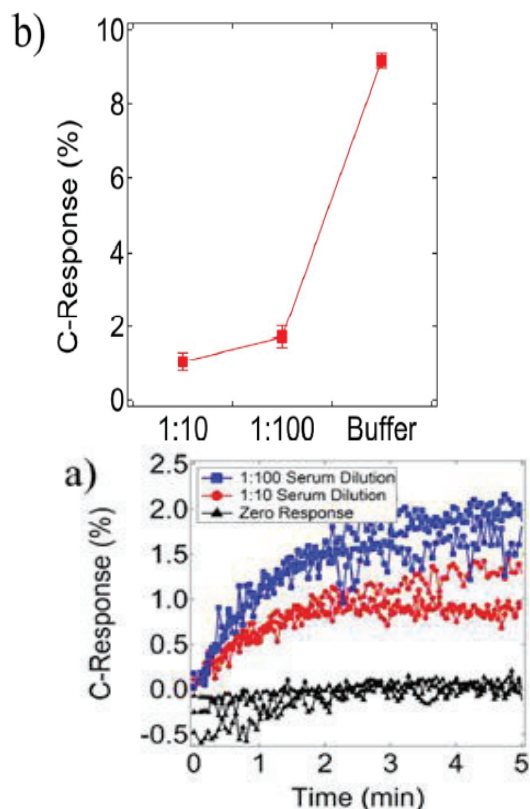 b)
C-Response (%)
10
8
6
4
2
0
1:10 1:100 Buffer
a)
C-Response (%)
2.5
2.0
1.5
1.0
0.5
0.0
-0.5
1:100 Serum Dilution
1:10 Serum Dilution
Zero Response
0 1 2 3 4 5
Time (min)